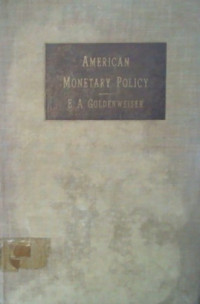 AMERICAN
MONETARY POLICY
E. A. GOLDENWEISER